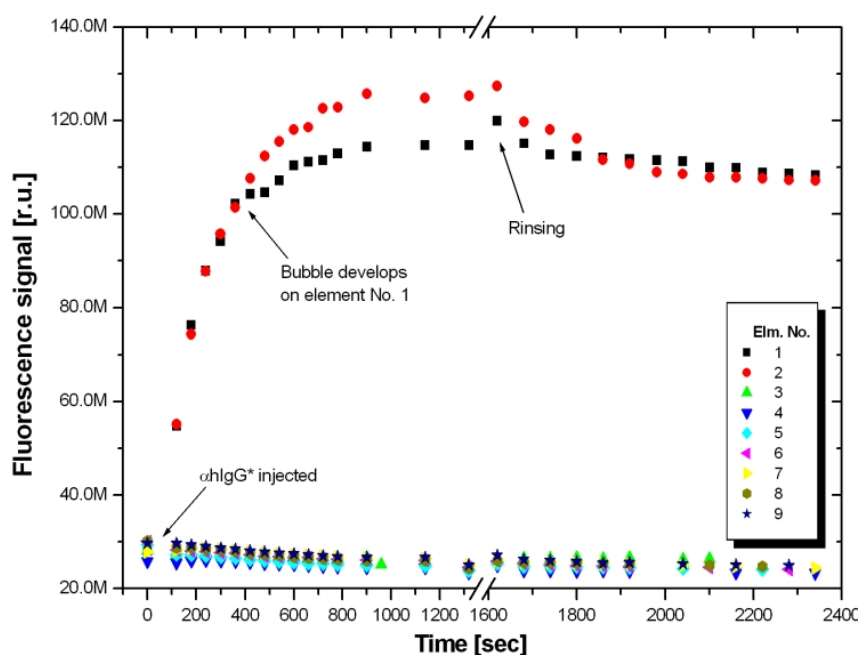 140.0M
120.0M
100.0M
80.0M
60.0M
40.0M
20.0M
Fluorescence signal [r.u.]
Bubble develops
on element No. 1
Rinsing
αhIgG* injected
Elm. No.
1
2
3
4
5
6
7
8
9
0 200 400 600 800 1000 1200 1600 1800 2000 2200 2400
Time [sec]